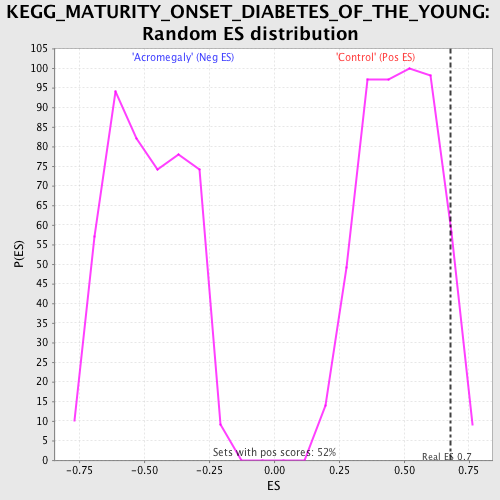 KEGG_MATURITY_ONSET_DIABETES_OF_THE_YOUNG:
Random ES distribution
'Acromegaly' (Neg ES) 'Control' (Pos ES)
105
100
95
90
85
80
75
70
65
60
55
50
45
40
35
30
25
20
15
10
5
0
P(ES)
Sets with pos scores: 52%
Real ES 0.7
-0.75 -0.50 -0.25 0.00 0.25 0.50 0.75
ES